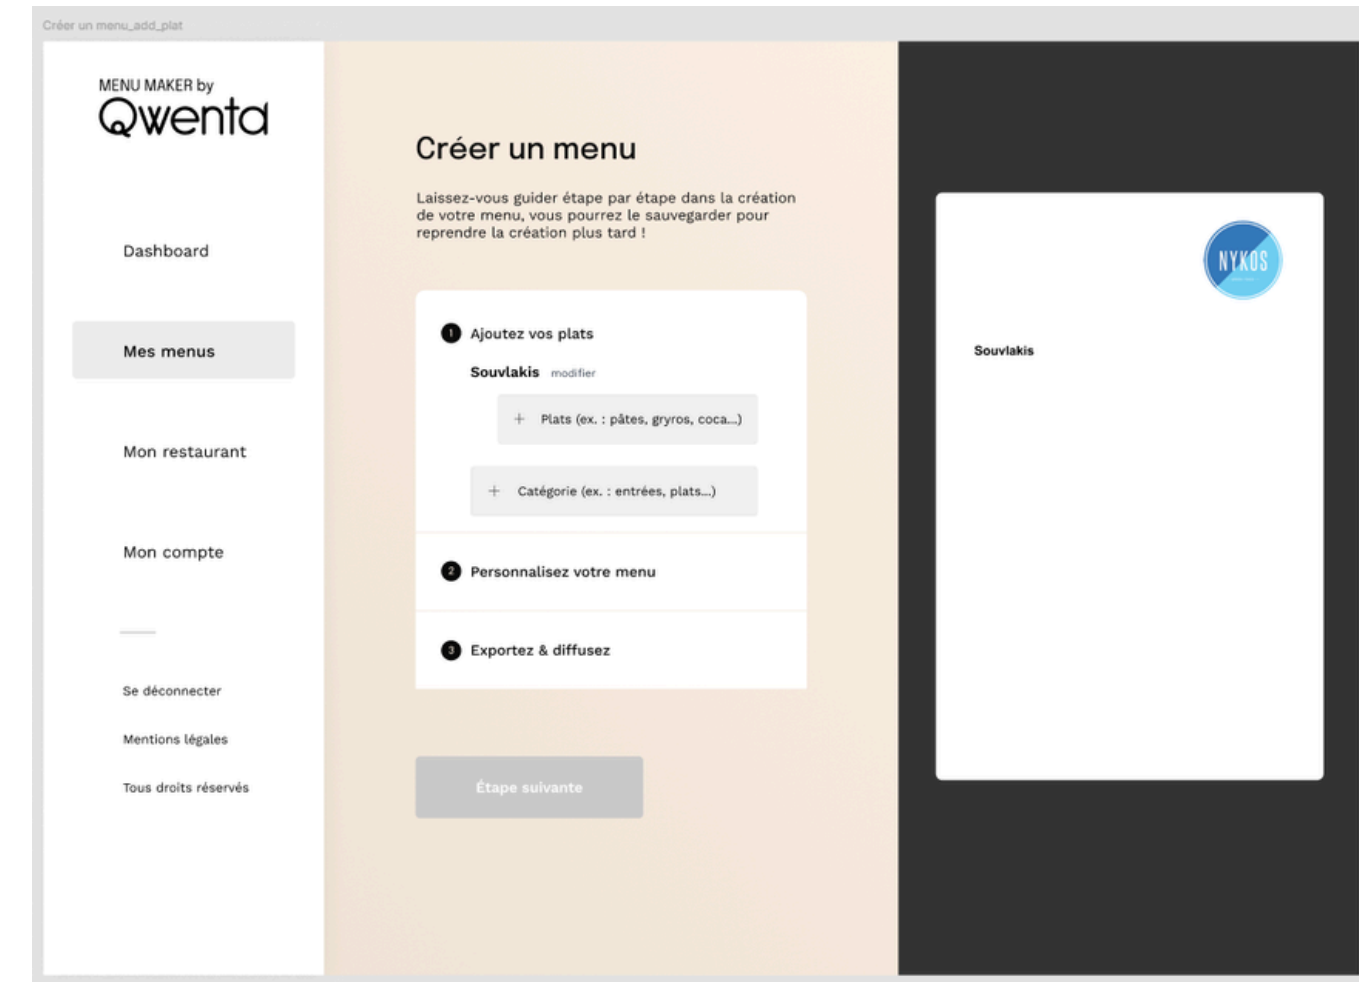 Créer un menu_add_plat
MENU MAKER by
Qwenta
Dashboard
Mes menus
Mon restaurant
Mon compte
Se déconnecter
Mentions légales
Tous droits réservés
Créer un menu
Laissez-vous guider étape par étape dans la création
de votre menu, vous pourrez le sauvegarder pour
reprendre la création plus tard !
1 Ajoutez vos plats
Souvlakis modifier
+ Plats (ex. : pâtes, gryros, coca...)
+ Catégorie (ex. : entrées, plats...)
2 Personnalisez votre menu
3 Exportez & diffusez
Étape suivante
NYKOS
Souvlakis